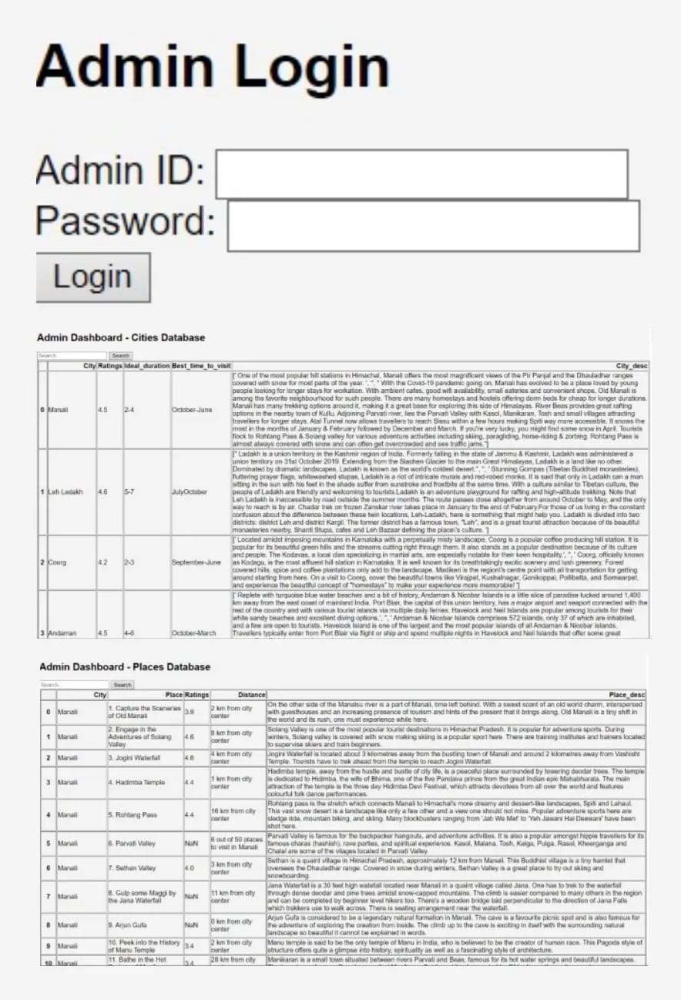 Admin Login
Admin ID:
Password:
Login
Admin Dashboard - Cities Database
Search
Search
City Ratings Ideal_duration Best_time_to_visit City_desc
0 Manali 4.5 2-4 October-June
[' One of the most popular hill stations in Himachal, Manali offers the most magnificent views of the Pir Panjal and the Dhauladhar ranges
covered with snow for most parts of the year. ', '', " With the Covid-19 pandemic going on, Manali has evolved to be a place loved by young
people looking for longer stays for workation. With ambient cafes, good wifi availability, small eateries and convenient shops, Old Manali is
among the favorite neighbourhood for such people. There are many homestays and hostels offering dorm beds for cheap for longer durations.
Manali has many trekking options around it, making it a great base for exploring this side of Himalayas. River Beas provides great rafting
options in the nearby town of Kullu. Adjoining Parvati river, lies the Parvati Valley with Kasol, Manikaran, Tosh and small villages attracting
travellers for longer stays. Atal Tunnel now allows travellers to reach Sissu within a few hours making Spiti way more accessible. It snows the
most in the months of January & February followed by December and March. If you're very lucky, you might find some snow in April. Tourists
flock to Rohtang Pass & Solang valley for various adventure activities including skiing, paragliding, horse-riding & zorbing. Rohtang Pass is
almost always covered with snow and can often get overcrowded and see traffic jams."]
1 Leh Ladakh 4.6 5-7 JulyOctober
[" Ladakh is a union territory in the Kashmir region of India. Formerly falling in the state of Jammu & Kashmir, Ladakh was administered a
union territory on 31st October 2019. Extending from the Siachen Glacier to the main Great Himalayas, Ladakh is a land like no other.
Dominated by dramatic landscapes, Ladakh is known as the world's coldest desert.", '', ' Stunning Gompas (Tibetan Buddhist monasteries),
fluttering prayer flags, whitewashed stupas, Ladakh is a riot of intricate murals and red-robed monks. It is said that only in Ladakh can a man
sitting in the sun with his feet in the shade suffer from sunstroke and frostbite at the same time. With a culture similar to Tibetan culture, the
people of Ladakh are friendly and welcoming to tourists.Ladakh is an adventure playground for rafting and high-altitude trekking. Note that
Leh Ladakh is inaccessible by road outside the summer months. The route passes close altogether from around October to May, and the only
way to reach is by air. Chadar trek on frozen Zanskar river takes place in January to the end of February.For those of us living in the constant
confusion about the difference between these twin locations, Leh-Ladakh, here is something that might help you. Ladakh is divided into two
districts: district Leh and district Kargil. The former district has a famous town, "Leh", and is a great tourist attraction because of its beautiful
monasteries nearby, Shanti Stupa, cafes and Leh Bazaar defining the place\'s culture. ']
2 Coorg 4.2 2-3 September-June
[' Located amidst imposing mountains in Karnataka with a perpetually misty landscape, Coorg is a popular coffee producing hill station. It is
popular for its beautiful green hills and the streams cutting right through them. It also stands as a popular destination because of its culture
and people. The Kodavas, a local clan specializing in martial arts, are especially notable for their keen hospitality.', '', ' Coorg, officially known
as Kodagu, is the most affluent hill station in Karnataka. It is well known for its breathtakingly exotic scenery and lush greenery. Forest
covered hills, spice and coffee plantations only add to the landscape. Madikeri is the region\'s centre point with all transportation for getting
around starting from here. On a visit to Coorg, cover the beautiful towns like Virajpet, Kushalnagar, Gonikoppal, Pollibetta, and Somwarpet,
and experience the beautiful concept of "homestays" to make your experience more memorable! ']
3 Andaman 4.5 4-6 October-March
[' Replete with turquoise blue water beaches and a bit of history, Andaman & Nicobar Islands is a little slice of paradise tucked around 1,400
km away from the east coast of mainland India. Port Blair, the capital of this union territory, has a major airport and seaport connected with the
rest of the country and with various tourist islands via multiple daily ferries. Havelock and Neil Islands are popular among tourists for their
white sandy beaches and excellent diving options.', '', ' Andaman & Nicobar Islands comprises 572 islands, only 37 of which are inhabited,
and a few are open to tourists. Havelock Island is one of the largest and the most popular islands of all Andaman & Nicobar Islands.
Travellers typically enter from Port Blair via flight or ship and spend multiple nights in Havelock and Neil Islands that offer some great
Admin Dashboard - Places Database
Search
Search
City Place Ratings Distance Place_desc
0 Manali 1. Capture the Sceneries of Old Manali 3.9 2 km from city center
On the other side of the Manalsu river is a part of Manali, time left behind. With a sweet scent of an old world charm, interspersed
with guesthouses and an increasing presence of tourism and hints of the present that it brings along, Old Manali is a tiny shift in
the world and its rush, one must experience while here.
1 Manali 2. Engage in the Adventures of Solang Valley 4.6 8 km from city center
Solang Valley is one of the most popular tourist destinations in Himachal Pradesh. It is popular for adventure sports. During
winters, Solang valley is covered with snow making skiing is a popular sport here. There are training institutes and trainers located
to supervise skiers and train beginners.
2 Manali 3. Jogini Waterfall 4.6 4 km from city center
Jogini Waterfall is located about 3 kilometres away from the bustling town of Manali and around 2 kilometres away from Vashisht
Temple. Tourists have to trek ahead from the temple to reach Jogini Waterfall.
3 Manali 4. Hadimba Temple 4.4 1 km from city center
Hadimba temple, away from the hustle and bustle of city life, is a peaceful place surrounded by towering deodar trees. The temple
is dedicated to Hidimba, the wife of Bhima, one of the five Pandava prince from the great Indian epic Mahabharata. The main
attraction of the temple is the three day Hidimba Devi Festival, which attracts devotees from all over the world and features
colourful folk dance performances.
4 Manali 5. Rohtang Pass 4.4 16 km from city center
Rohtang pass is the stretch which connects Manali to Himachal's more dreamy and dessert-like landscapes, Spiti and Lahaul.
This vast snow desert is a landscape like only a few other and a view one should not miss. Popular adventure sports here are
sledge ride, mountain biking, and skiing. Many blockbusters ranging from 'Jab We Met' to 'Yeh Jawani Hai Deewani' have been
shot here.
5 Manali 6. Parvati Valley NaN 6 out of 50 places to visit in Manali
Parvati Valley is famous for the backpacker hangouts, and adventure activities. It is also a popular amongst hippie travellers for its
famous charas (hashish), rave parties, and spiritual experience. Kasol, Malana, Tosh, Kalga, Pulga, Rasol, Kheerganga and
Chalal are some of the vilages located in Parvati Valley.
6 Manali 7. Sethan Valley 4.0 3 km from city center
Sethan is a quaint village in Himachal Pradesh, approximately 12 km from Manali. This Buddhist village is a tiny hamlet that
oversees the Dhauladhar range. Covered in snow during winters, Sethan Valley is a great place to try out skiing and
snowboarding.
7 Manali 8. Gulp some Maggi by the Jana Waterfall NaN 11 km from city center
Jana Waterfall is a 30 feet high waterfall located near Manali in a quaint village called Jana. One has to trek to the waterfall
through dense deodar and pine trees amidst snow-capped mountains. The climb is easier compared to many others in the region
and can be completed by beginner level hikers too. There's a wooden bridge laid perpendicular to the direction of Jana Falls
which trekkers use to walk across. There is seating arrangement near the waterfall.
8 Manali 9. Arjun Gufa NaN 0 km from city center
Arjun Gufa is considered to be a legendary natural formation in Manali. The cave is a favourite picnic spot and is also famous for
the adventure of exploring the creation from inside. The climb up to the cave is exciting in itself with the surrounding natural
landscape so beautiful it cannot be explained in words.
9 Manali 10. Peek into the History of Manu Temple 3.4 2 km from city center
Manu temple is said to be the only temple of Manu in India, who is believed to be the creator of human race. This Pagoda style of
structure offers quite a glimpse into history, spirituality as well as a fascinating style of architecture.
10 Manali 11. Bathe in the Hot 3.4 28 km from city
Manikaran is a small town situated between rivers Parvati and Beas, famous for its hot water springs and beautiful landscapes.